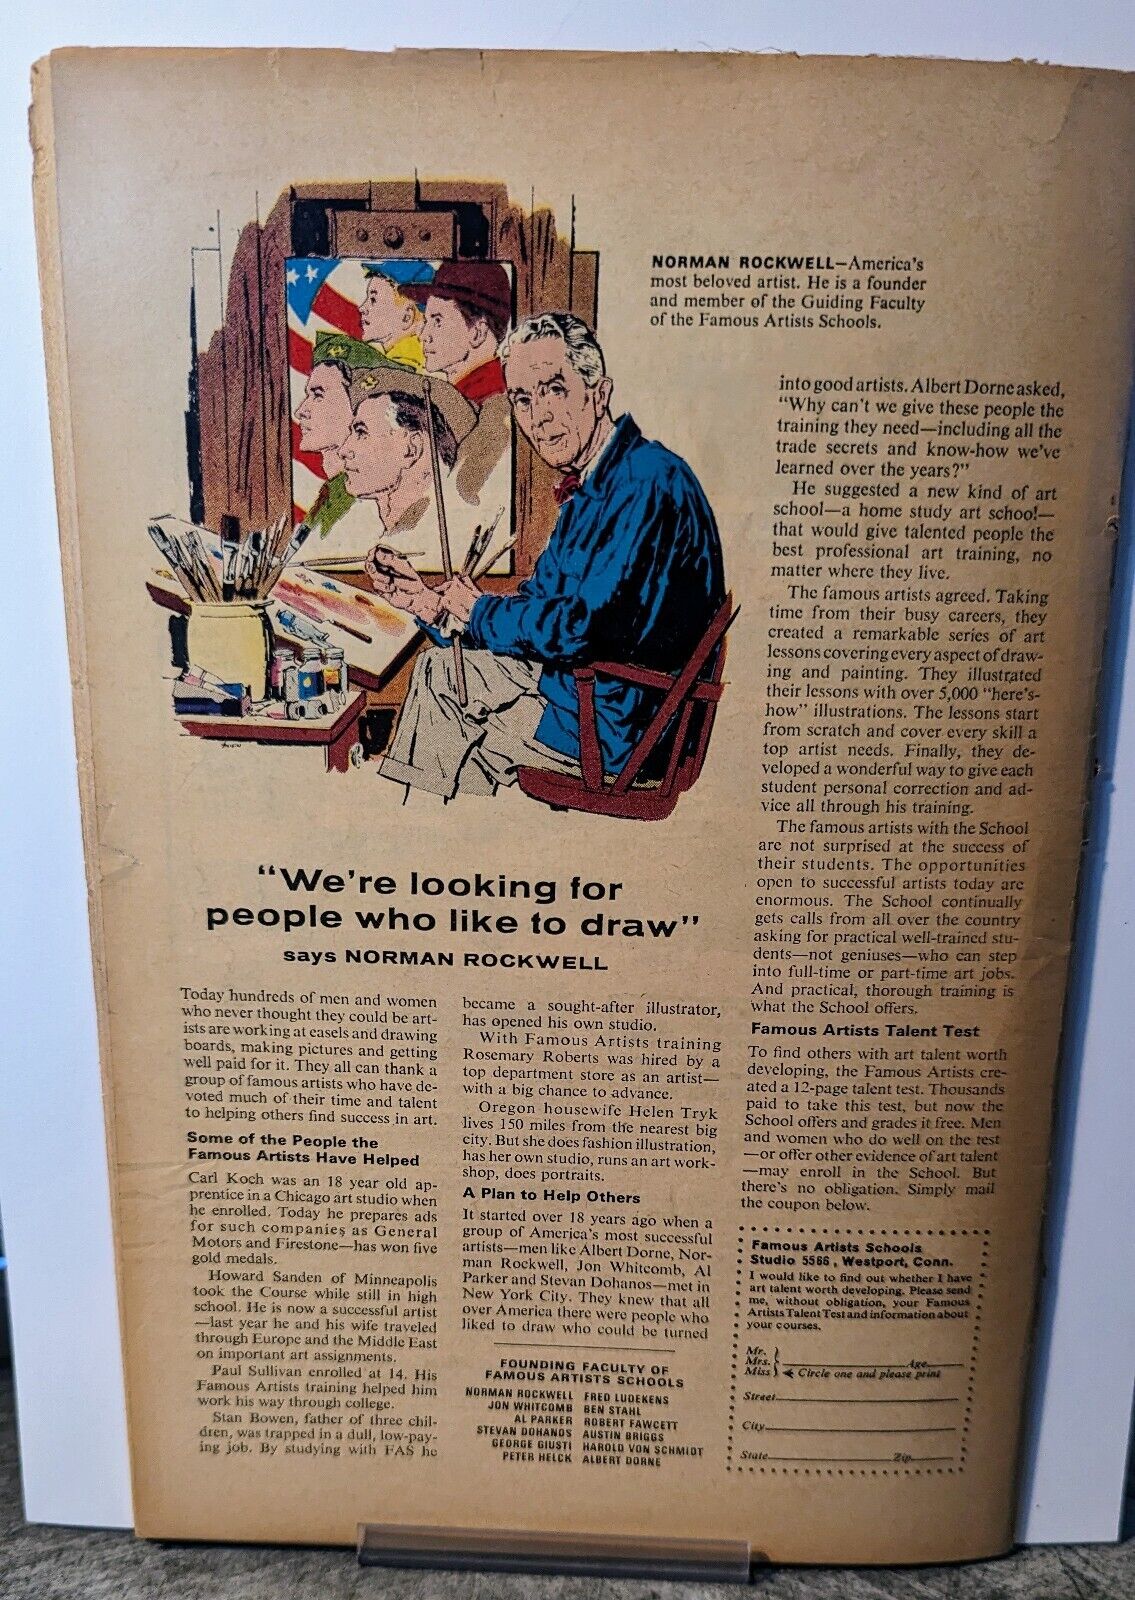 NORMAN ROCKWELL—America's
most beloved artist. He is a founder
and member of the Guiding Faculty
of the Famous Artists Schools.
"We're looking for
people who like to draw"
says NORMAN ROCKWELL
Today hundreds of men and women
who never thought they could be art-
ists are working at easels and drawing
boards, making pictures and getting
well paid for it. They all can thank a
group of famous artists who have de-
voted much of their time and talent
to helping others find success in art.
Some of the People the
Famous Artists Have Helped
Carl Koch was an 18 year old ap-
prentice in a Chicago art studio when
he enrolled. Today he prepares ads
for such companies as General
Motors and Firestone—has won five
gold medals.
Howard Sanden of Minneapolis
took the Course while still in high
school. He is now a successful artist
—last year he and his wife traveled
through Europe and the Middle East
on important art assignments.
Paul Sullivan enrolled at 14. His
Famous Artists training helped him
work his way through college.
Stan Bowen, father of three chil-
dren, was trapped in a dull, low-pay-
ing job. By studying with FAS he
became a sought-after illustrator,
has opened his own studio.
With Famous Artists training
Rosemary Roberts was hired by a
top department store as an artist—
with a big chance to advance.
Oregon housewife Helen Tryk
lives 150 miles from the nearest big
city. But she does fashion illustration,
has her own studio, runs an art work-
shop, does portraits.
A Plan to Help Others
It started over 18 years ago when a
group of America's most successful
artists—men like Albert Dorne, Nor-
man Rockwell, Jon Whitcomb, Al
Parker and Stevan Dohanos—met in
New York City. They knew that all
over America there were people who
liked to draw who could be turned
FOUNDING FACULTY OF
FAMOUS ARTISTS SCHOOLS
NORMAN ROCKWELL FRED LUDEKENS
JON WHITCOMB BEN STAHL
AL PARKER ROBERT FAWCETT
STEVAN DOHANOS AUSTIN BRIGGS
GEORGE GIUSTI HAROLD VON SCHMIDT
PETER HELCK ALBERT DORNE
into good artists. Albert Dorne asked,
"Why can't we give these people the
training they need—including all the
trade secrets and know-how we've
learned over the years?"
He suggested a new kind of art
school—a home study art school—
that would give talented people the
best professional art training, no
matter where they live.
The famous artists agreed. Taking
time from their busy careers, they
created a remarkable series of art
lessons covering every aspect of draw-
ing and painting. They illustrated
their lessons with over 5,000 "here's-
how" illustrations. The lessons start
from scratch and cover every skill a
top artist needs. Finally, they de-
veloped a wonderful way to give each
student personal correction and ad-
vice all through his training.
The famous artists with the School
are not surprised at the success of
their students. The opportunities
open to successful artists today are
enormous. The School continually
gets calls from all over the country
asking for practical well-trained stu-
dents—not geniuses—who can step
into full-time or part-time art jobs.
And practical, thorough training is
what the School offers.
Famous Artists Talent Test
To find others with art talent worth
developing, the Famous Artists cre-
ated a 12-page talent test. Thousands
paid to take this test, but now the
School offers and grades it free. Men
and women who do well on the test
—or offer other evidence of art talent
—may enroll in the School. But
there's no obligation. Simply mail
the coupon below.
Famous Artists Schools
Studio 5566, Westport, Conn.
I would like to find out whether I have
art talent worth developing. Please send
me, without obligation, your Famous
Artists Talent Test and information about
your courses.
Mr.
Mrs. Age
Miss Circle one and please print
Street
City
State Zip